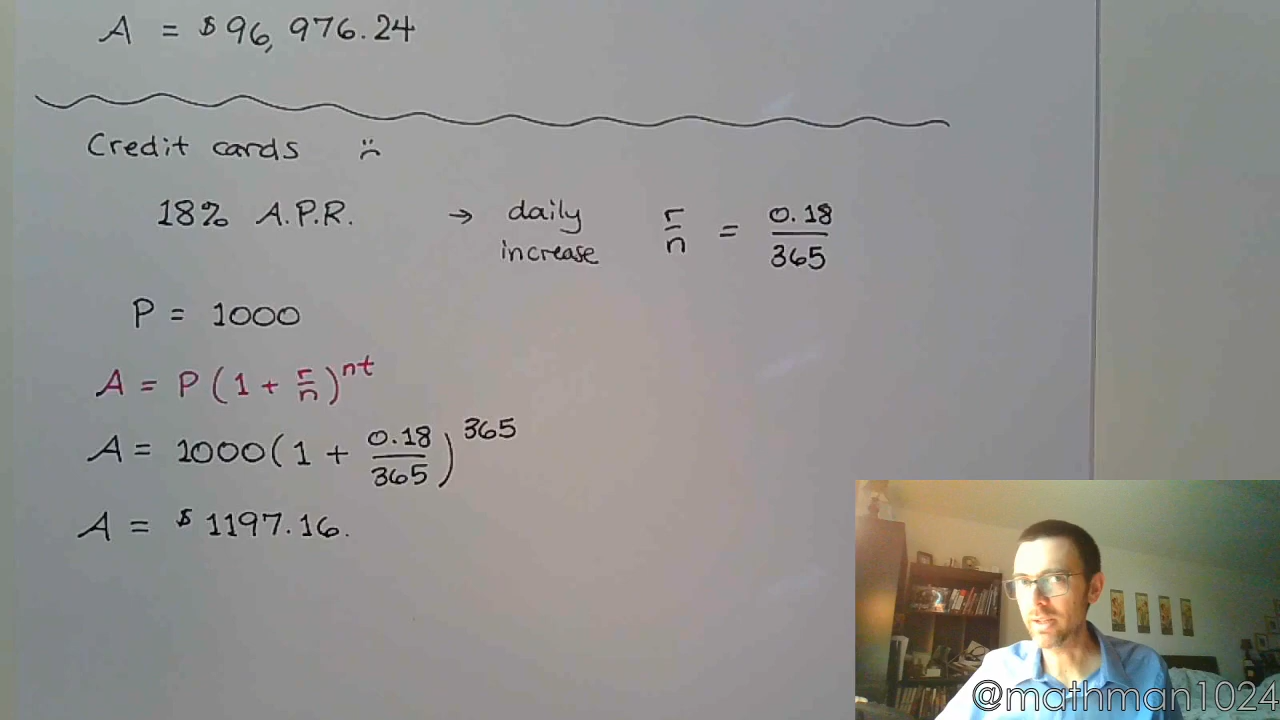 A = $96,976.24
Credit cards
18% A.P.R. → daily increase r/n = 0.18/365
P = 1000
A = P(1 + r/n)^nt
A = 1000(1 + 0.18/365)^365
A = $1197.16.
@mathman1024